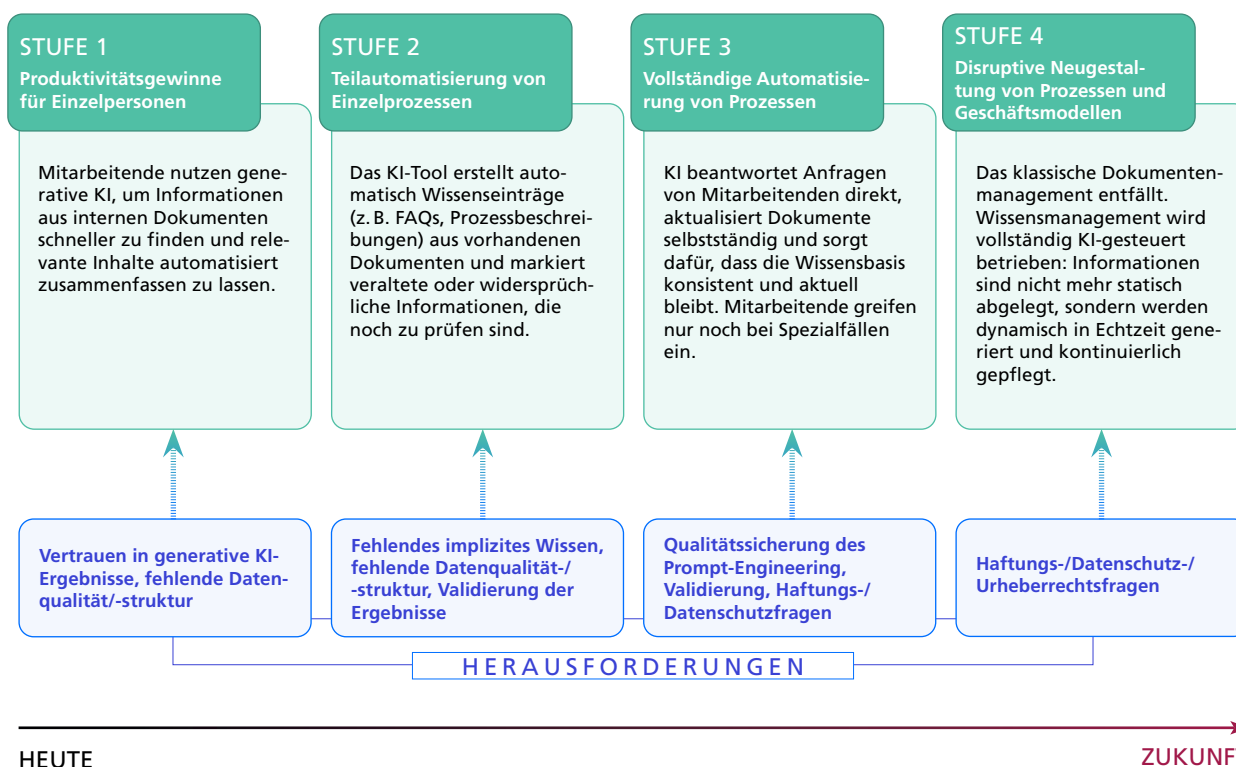 STUFE 1
Produktivitätsgewinne
für Einzelpersonen
Mitarbeitende nutzen gene-
rative KI, um Informationen
aus internen Dokumenten
schneller zu finden und rele-
vante Inhalte automatisiert
zusammenfassen zu lassen.
STUFE 2
Teilautomatisierung von
Einzelprozessen
Das KI-Tool erstellt auto-
matisch Wissenseinträge
(z. B. FAQs, Prozessbeschrei-
bungen) aus vorhandenen
Dokumenten und markiert
veraltete oder widersprüch-
liche Informationen, die
noch zu prüfen sind.
STUFE 3
Vollständige Automatisie-
rung von Prozessen
KI beantwortet Anfragen
von Mitarbeitenden direkt,
aktualisiert Dokumente
selbstständig und sorgt
dafür, dass die Wissensbasis
konsistent und aktuell
bleibt. Mitarbeitende greifen
nur noch bei Spezialfällen
ein.
STUFE 4
Disruptive Neugestal-
tung von Prozessen und
Geschäftsmodellen
Das klassische Dokumenten-
management entfällt.
Wissensmanagement wird
vollständig KI-gesteuert
betrieben: Informationen
sind nicht mehr statisch
abgelegt, sondern werden
dynamisch in Echtzeit gene-
riert und kontinuierlich
gepflegt.
Vertrauen in generative KI-
Ergebnisse, fehlende Daten-
qualität/-struktur
Fehlendes implizites Wissen,
fehlende Datenqualität-/
-struktur, Validierung der
Ergebnisse
Qualitätssicherung des
Prompt-Engineering,
Validierung, Haftungs-/
Datenschutzfragen
Haftungs-/Datenschutz-/
Urheberrechtsfragen
HERAUSFORDERUNGEN
HEUTE
ZUKUNFT